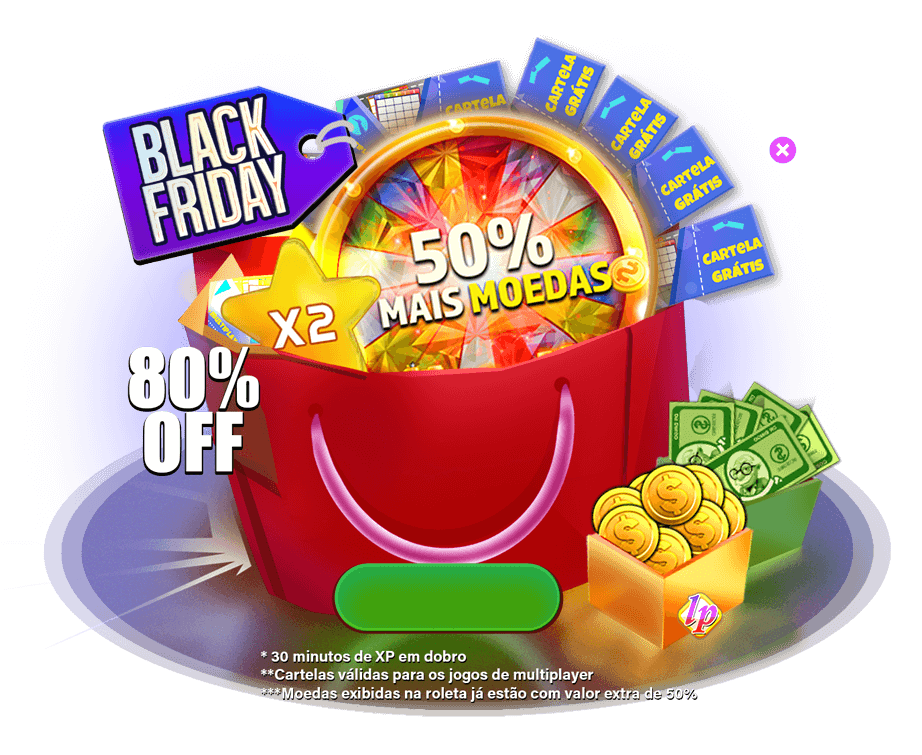 BLACK
FRIDAY
CARTELA
CARTELA
GRÁTIS
CARTELA
GRÁTIS
CARTELA
GRÁTIS
CARTELA
GRÁTIS
50%
MAIS MOEDAS
X2
80%
OFF
lp
* 30 minutos de XP em dobro
**Cartelas válidas para os jogos de multiplayer
***Moedas exibidas na roleta já estão com valor extra de 50%